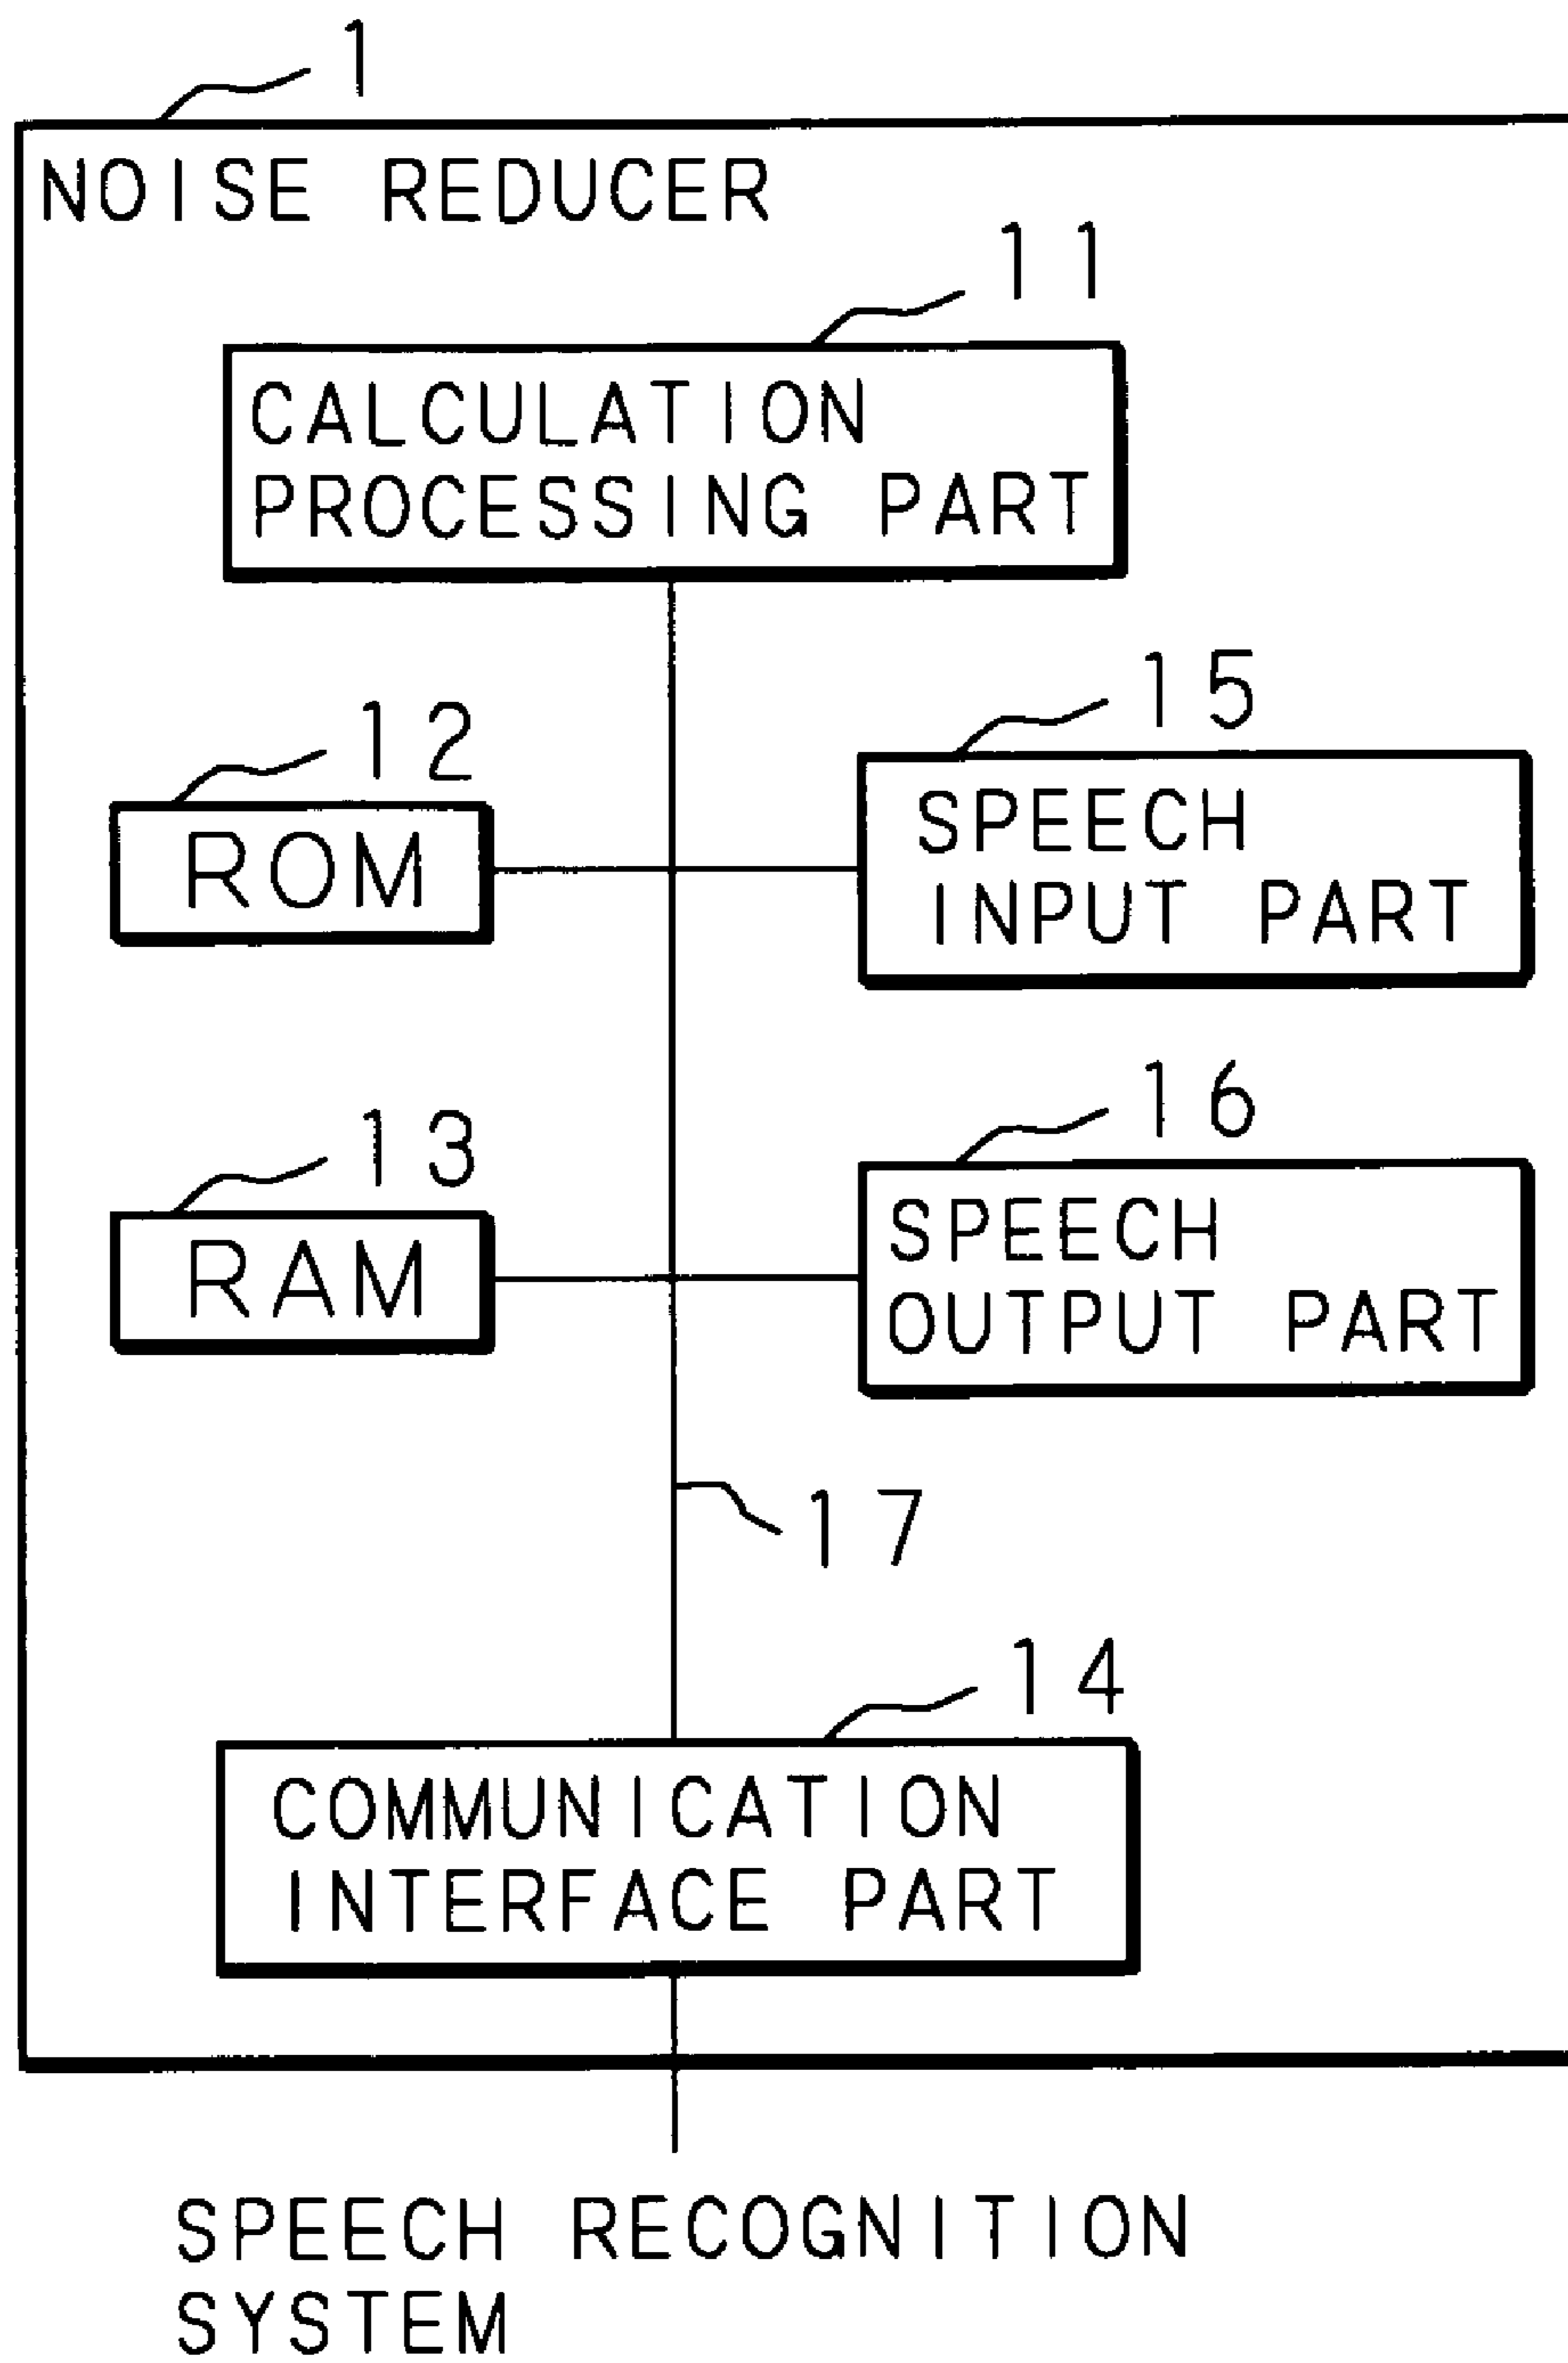 1
NOISE REDUCER
11
CALCULATION
PROCESSING PART
15
12
SPEECH
INPUT PART
ROM
16
13
SPEECH
OUTPUT PART
RAM
17
14
COMMUNICATION
INTERFACE PART
SPEECH RECOGNITION
SYSTEM